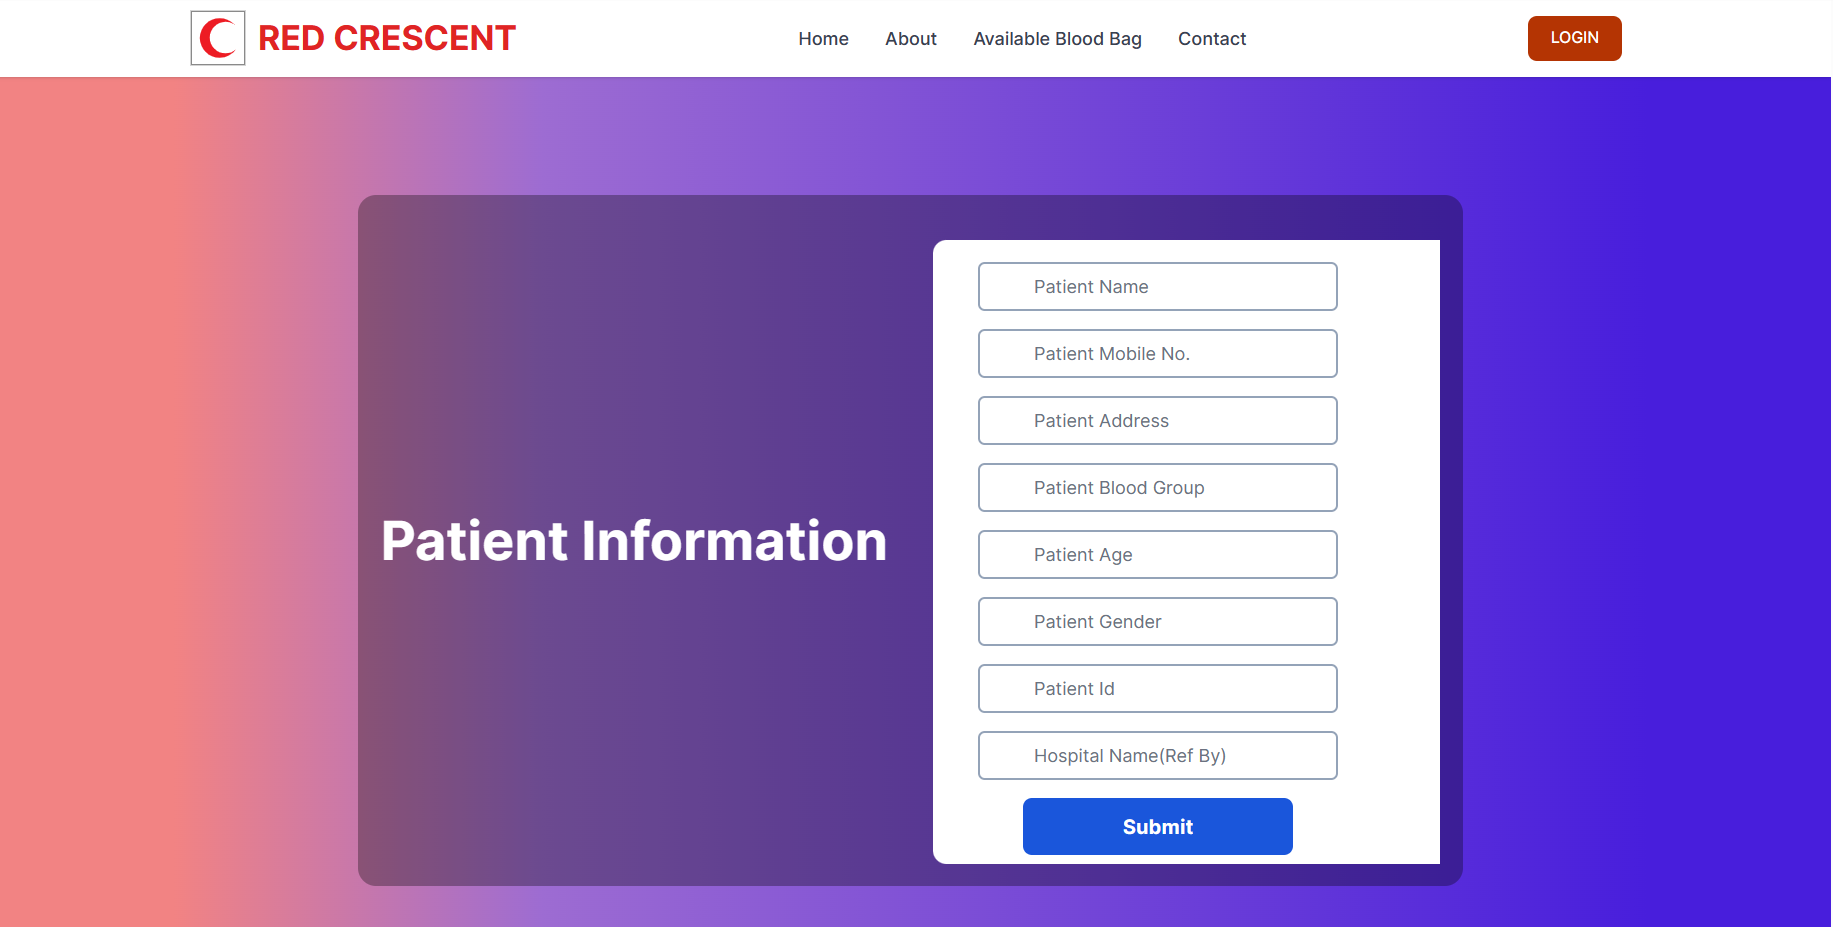 RED CRESCENT
Home
About
Available Blood Bag
Contact
LOGIN
Patient Information
Patient Name
Patient Mobile No.
Patient Address
Patient Blood Group
Patient Age
Patient Gender
Patient Id
Hospital Name(Ref By)
Submit